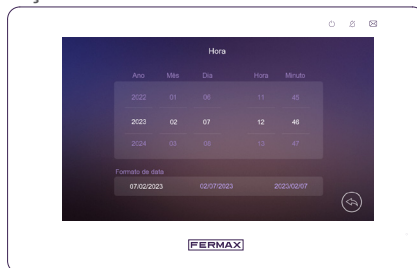 Hora
Ano Mês Dia Hora Minuto
2022 01 06 11 45
2023 02 07 12 46
2024 03 08 13 47
Formato de data
07/02/2023 02/07/2023 2023/02/07
FERMAX